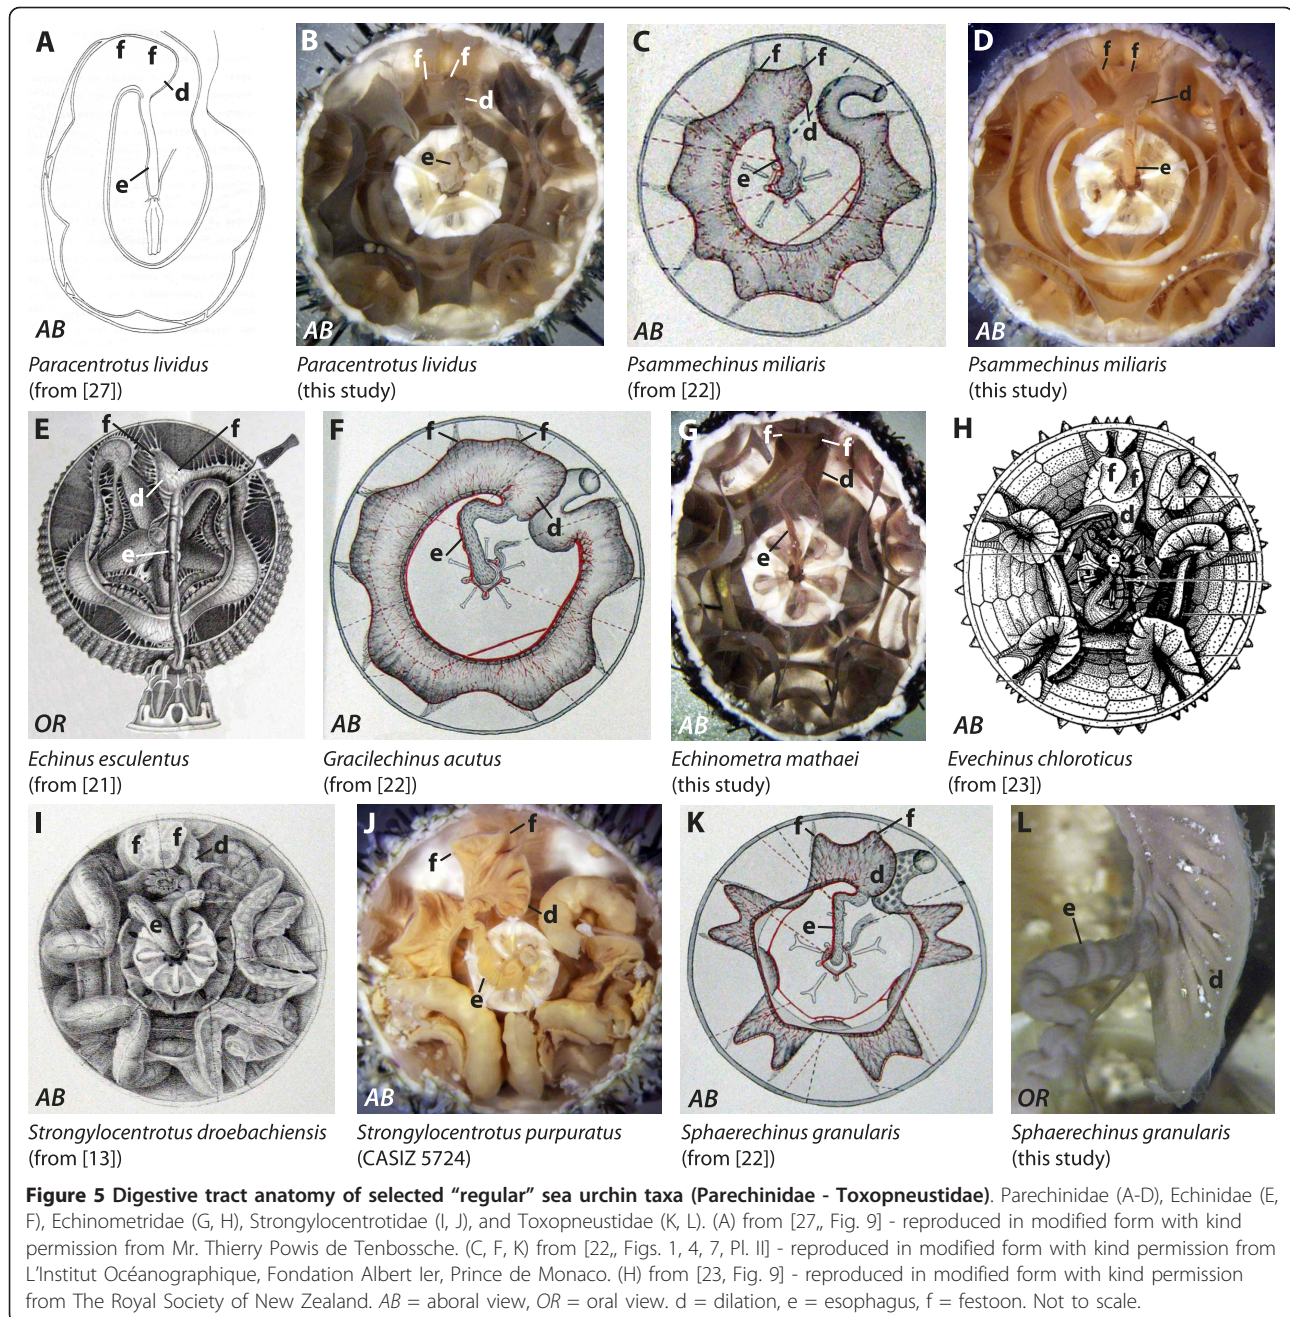 A
f f
d
e
AB
Paracentrotus lividus
(from [27])
B
f f
d
e
AB
Paracentrotus lividus
(this study)
C
f f
d
e
AB
Psammechinus miliaris
(from [22])
D
f f
d
e
AB
Psammechinus miliaris
(this study)
E
f f
d
e
OR
Echinus esculentus
(from [21])
F
f f
d
e
AB
Gracilechinus acutus
(from [22])
G
f f
d
e
AB
Echinometra mathaei
(this study)
H
f f
d
e
AB
Evechinus chloroticus
(from [23])
I
f f
d
e
AB
Strongylocentrotus droebachiensis
(from [13])
J
f f
d
e
AB
Strongylocentrotus purpuratus
(CASIZ 5724)
K
f f
d
e
AB
Sphaerechinus granularis
(from [22])
L
e
d
OR
Sphaerechinus granularis
(this study)
Figure 5 Digestive tract anatomy of selected “regular” sea urchin taxa (Parechinidae - Toxopneustidae). Parechinidae (A-D), Echinidae (E,
F), Echinometridae (G, H), Strongylocentrotidae (I, J), and Toxopneustidae (K, L). (A) from [27,, Fig. 9] - reproduced in modified form with kind
permission from Mr. Thierry Powis de Tenbossche. (C, F, K) from [22,, Figs. 1, 4, 7, Pl. II] - reproduced in modified form with kind permission from
L’Institut Océanographique, Fondation Albert Ier, Prince de Monaco. (H) from [23, Fig. 9] - reproduced in modified form with kind permission
from The Royal Society of New Zealand. AB = aboral view, OR = oral view. d = dilation, e = esophagus, f = festoon. Not to scale.